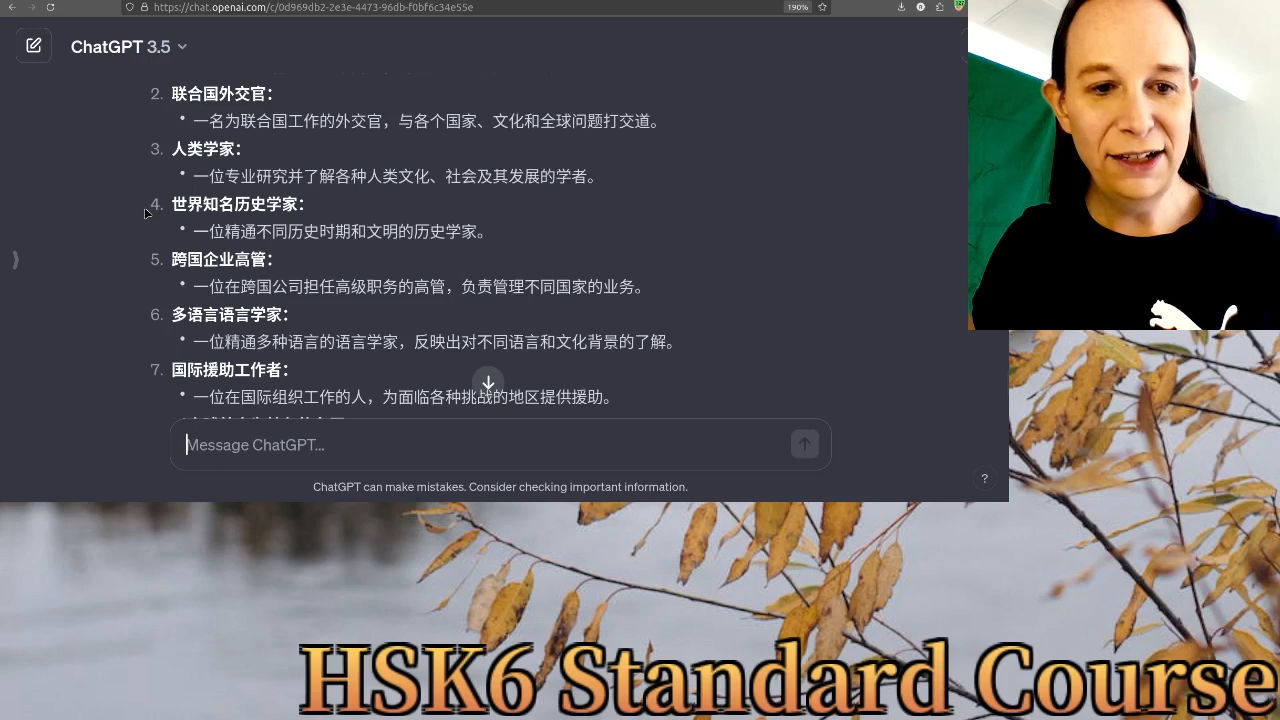 https://chat.openai.com/c/0d969db2-2e3e-4473-96db-f0bf6c34e55e
190%
ChatGPT 3.5
2. 联合国外交官：
• 一名为联合国工作的外交官，与各个国家、文化和全球问题打交道。
3. 人类学家：
• 一位专业研究并了解各种人类文化、社会及其发展的学者。
4. 世界知名历史学家：
• 一位精通不同历史时期和文明的历史学家。
5. 跨国企业高管：
• 一位在跨国公司担任高级职务的高管，负责管理不同国家的业务。
6. 多语言语言学家：
• 一位精通多种语言的语言学家，反映出对不同语言和文化背景的了解。
7. 国际援助工作者：
• 一位在国际组织工作的人，为面临各种挑战的地区提供援助。
Message ChatGPT...
ChatGPT can make mistakes. Consider checking important information.
?
HSK6 Standard Course